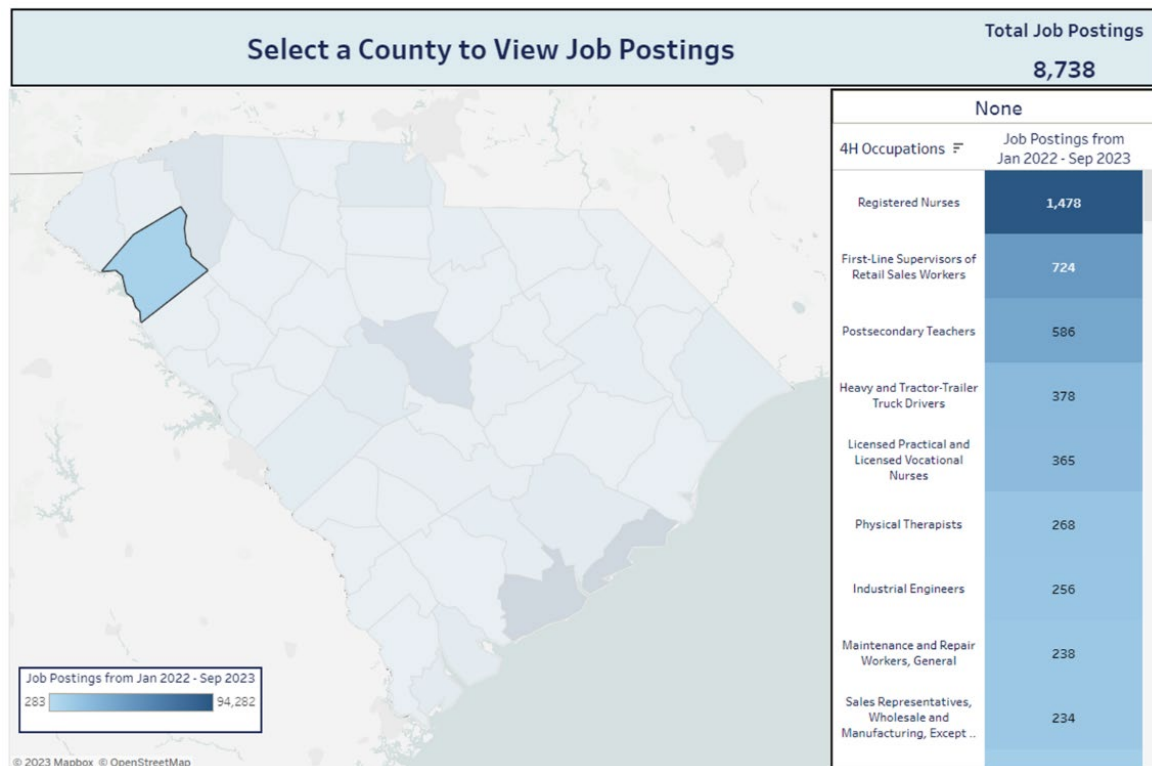 Select a County to View Job Postings
Total Job Postings
8,738
None
4H Occupations
Job Postings from
Jan 2022 - Sep 2023
Registered Nurses
1,478
First-Line Supervisors of
Retail Sales Workers
724
Postsecondary Teachers
586
Heavy and Tractor-Trailer
Truck Drivers
378
Licensed Practical and
Licensed Vocational
Nurses
365
Physical Therapists
268
Industrial Engineers
256
Maintenance and Repair
Workers, General
238
Sales Representatives,
Wholesale and
Manufacturing, Except ..
234
Job Postings from Jan 2022 - Sep 2023
283
94,282
© 2023 Mapbox © OpenStreetMap